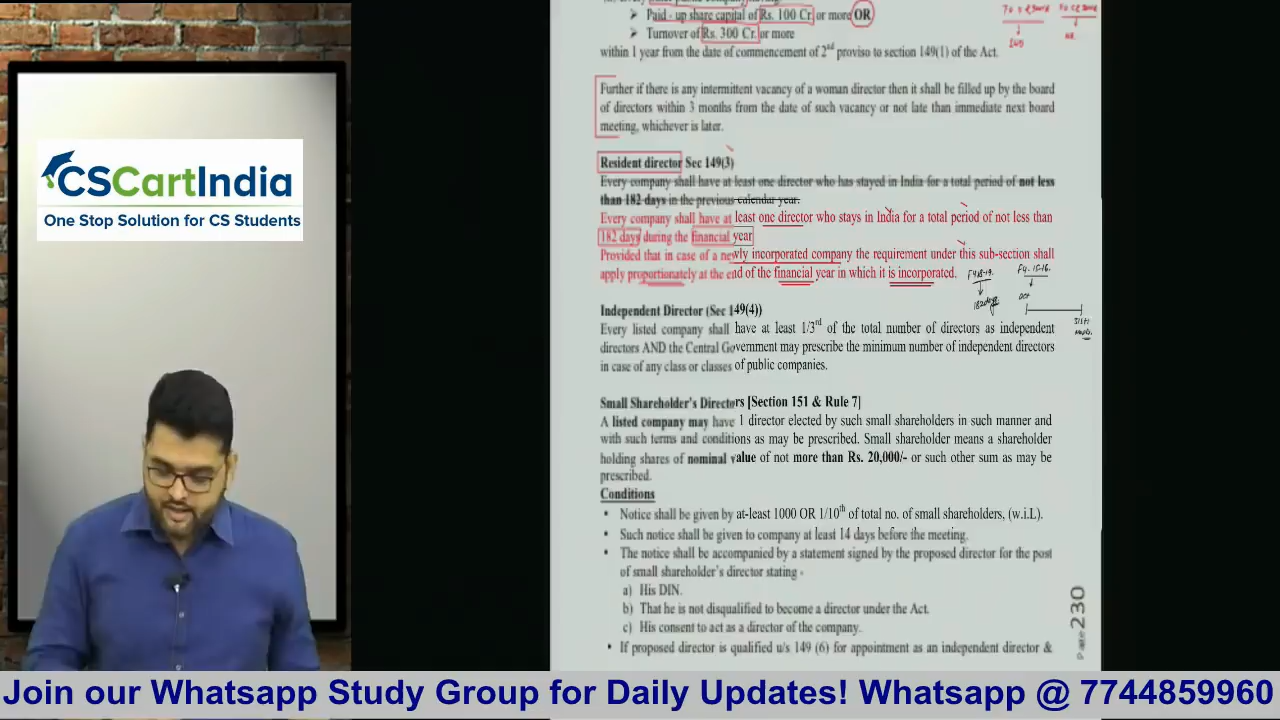 CSCartIndia
One Stop Solution for CS Students
➢ Paid - up share capital of Rs. 100 Cr. or more OR
➢ Turnover of Rs. 300 Cr. or more
within 1 year from the date of commencement of 2nd proviso to section 149(1) of the Act.
Further if there is any intermittent vacancy of a woman director then it shall be filled up by the board
of directors within 3 months from the date of such vacancy or not late than immediate next board
meeting, whichever is later.
Resident director Sec 149(3)
Every company shall have at least one director who has stayed in India for a total period of not less
than 182 days in the previous calendar year.
Every company shall have at least one director who stays in India for a total period of not less than
182 days during the financial year
Provided that in case of a newly incorporated company the requirement under this sub-section shall
apply proportionately at the end of the financial year in which it is incorporated.
182 days
Independent Director (Sec 149(4))
Every listed company shall have at least 1/3rd of the total number of directors as independent
directors AND the Central Government may prescribe the minimum number of independent directors
in case of any class or classes of public companies.
Small Shareholder's Directors [Section 151 & Rule 7]
A listed company may have 1 director elected by such small shareholders in such manner and
with such terms and conditions as may be prescribed. Small shareholder means a shareholder
holding shares of nominal value of not more than Rs. 20,000/- or such other sum as may be
prescribed.
Conditions
• Notice shall be given by at-least 1000 OR 1/10th of total no. of small shareholders, (w.i.L).
• Such notice shall be given to company at least 14 days before the meeting.
• The notice shall be accompanied by a statement signed by the proposed director for the post
of small shareholder's director stating -
a) His DIN.
b) That he is not disqualified to become a director under the Act.
c) His consent to act as a director of the company.
• If proposed director is qualified u/s 149 (6) for appointment as an independent director &
Page 230
Join our Whatsapp Study Group for Daily Updates! Whatsapp @ 7744859960